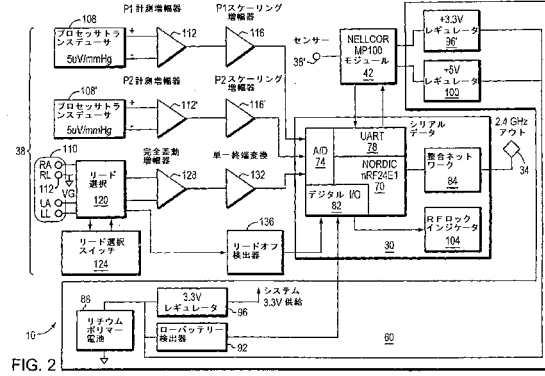 108
P1 計測増幅器
P1スケーリング
増幅器
プロセッサトラ
ンスデューサ
5uV/mmHg
+
-
112
116
センサー
36'
NELLCOR
MP100
モジュール
42
+3.3V
レギュレータ
96'
+5V
レギュレータ
100
108'
P2 計測増幅器
P2スケーリング
増幅器
プロセッサトラ
ンスデューサ
5uV/mmHg
+
-
112'
116'
38
110
RA
RL
112
VG
LA
LL
リード
選択
120
完全差動
増幅器
128
単一終端変換
132
A/D
74
UART
78
NORDIC
nRF24E1
70
デジタル I/O
82
シリアル
データ
2.4 GHz
アウト
34
整合ネット
ワーク
84
RFロック
インジケータ
104
30
リード選択
スイッチ
124
136
リードオフ
検出器
システム
3.3V 供給
86
リチウム
ポリマー
電池
3.3V
レギュレータ
96
ローバッテリー
検出器
92
60
16
FIG. 2